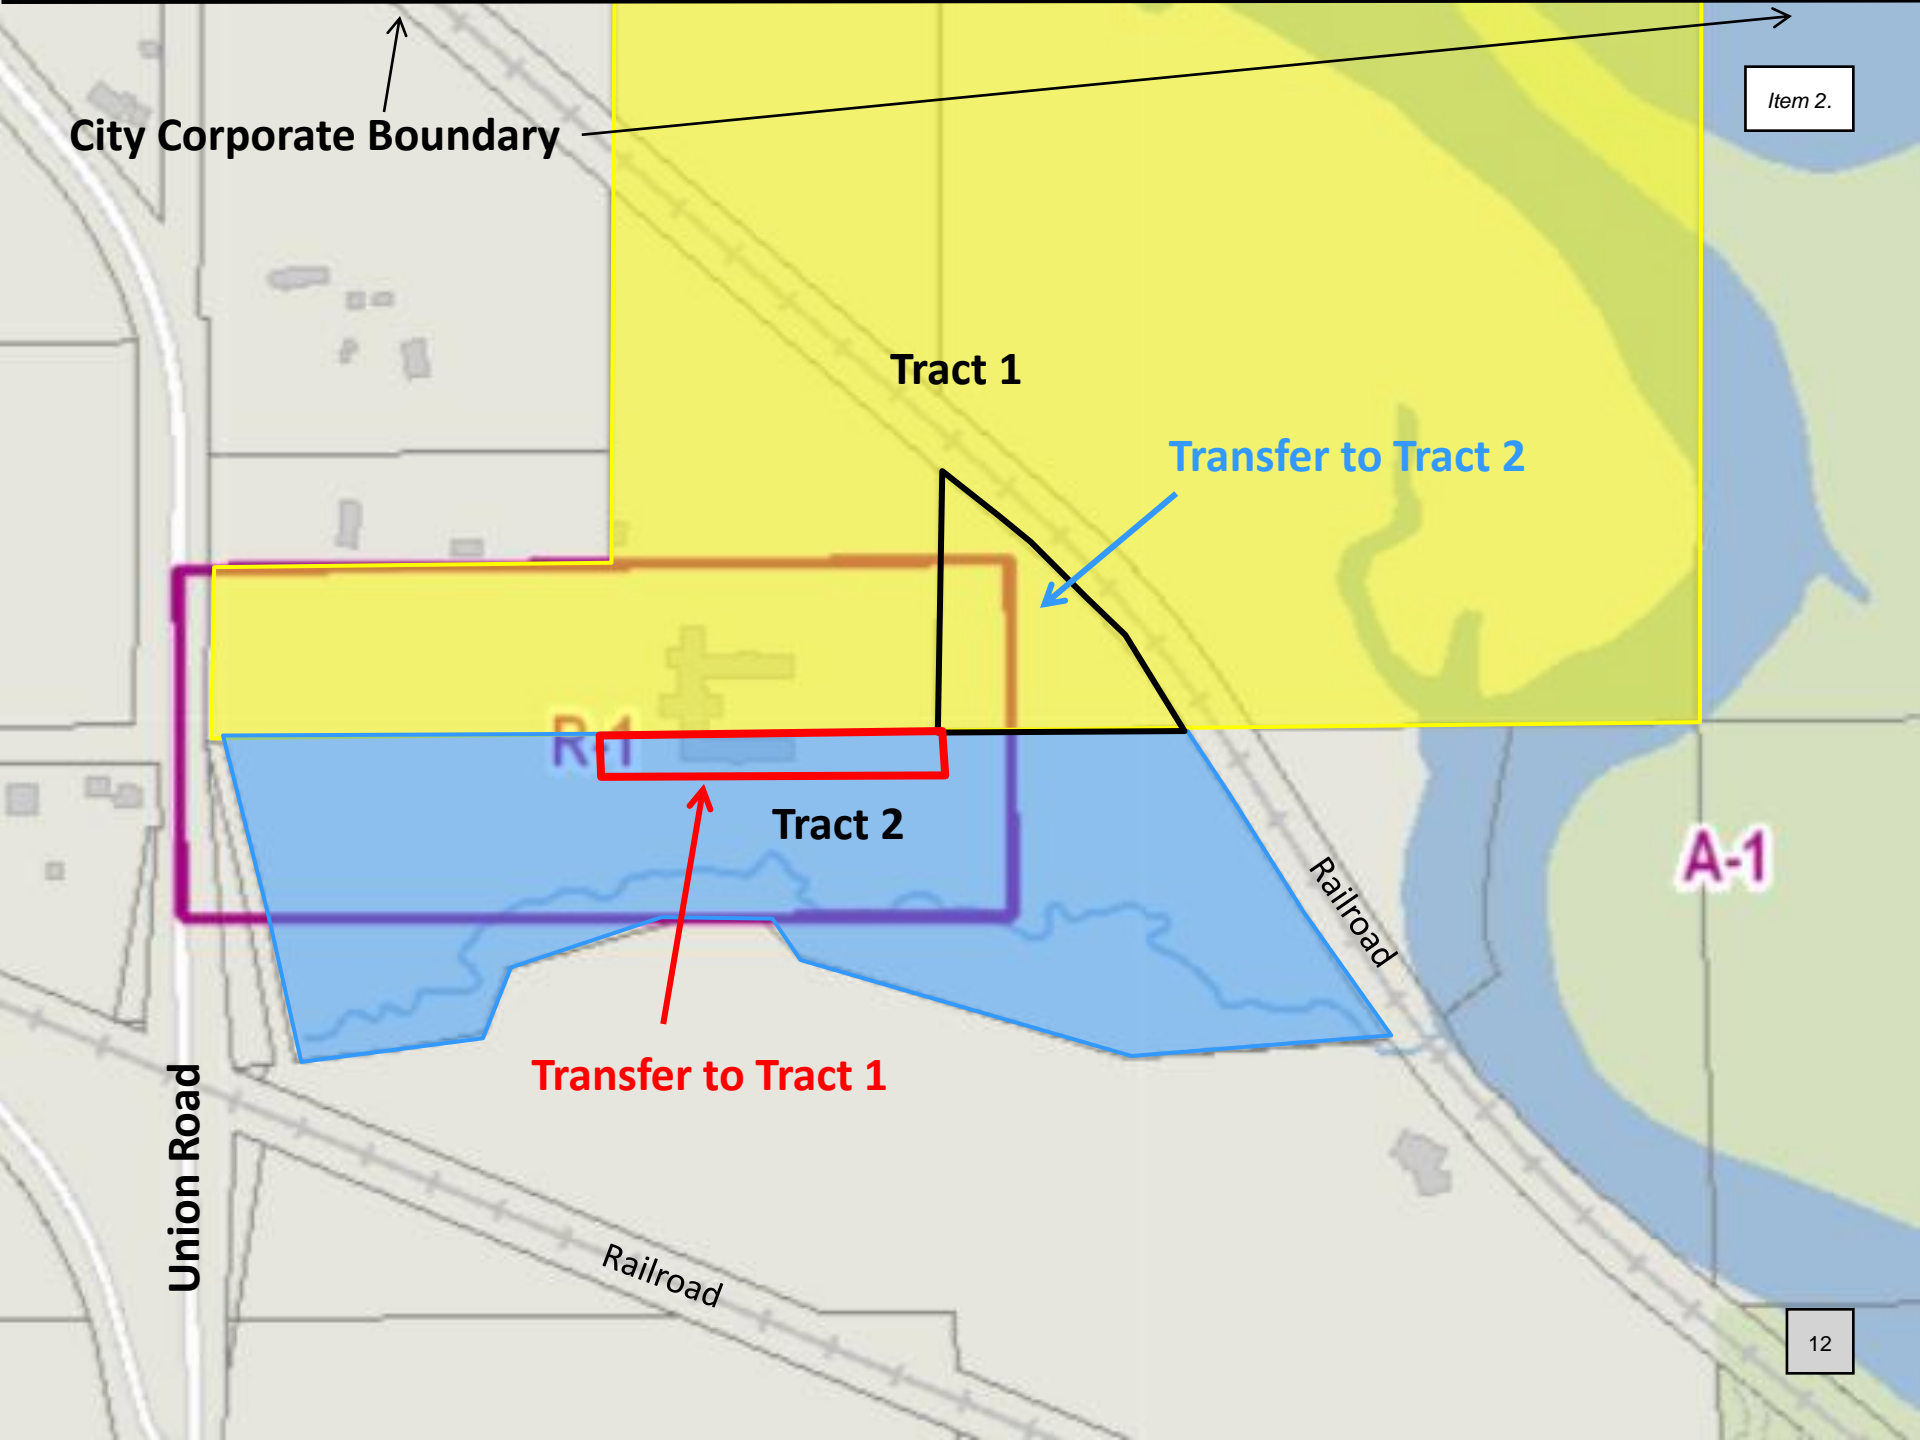 Item 2.
City Corporate Boundary
Tract 1
Transfer to Tract 2
R-1
Tract 2
A-1
Railroad
Transfer to Tract 1
Union Road
Railroad
12